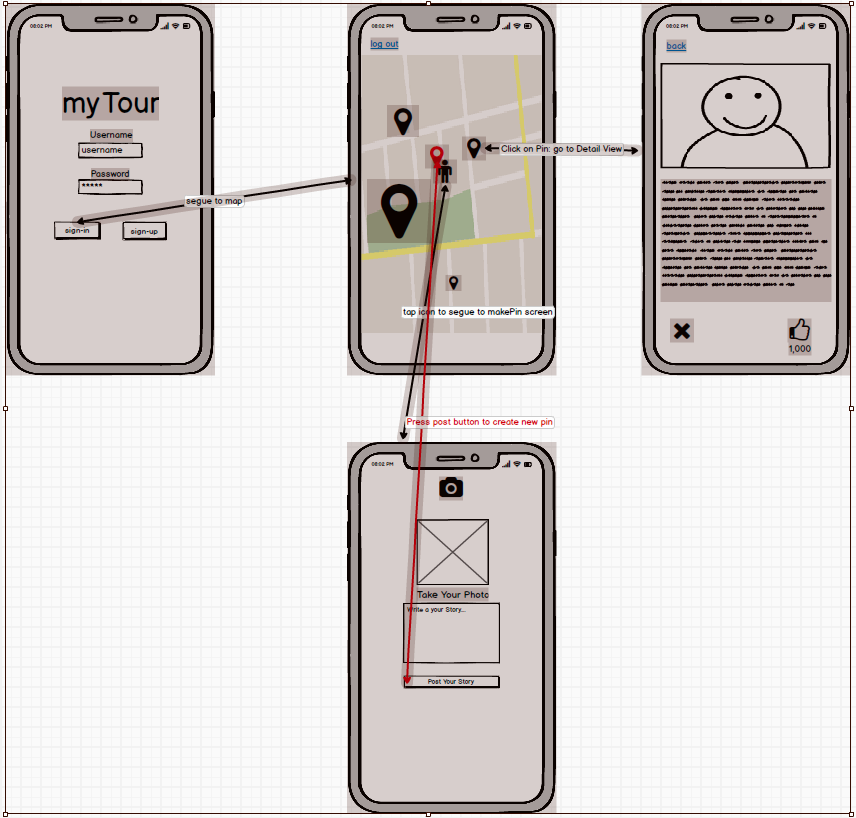 08:02 PM
myTour
Username
username
Password
*****
sign-in
sign-up
segue to map
08:02 PM
log out
Click on Pin: go to Detail View
tap icon to segue to makePin screen
08:02 PM
back
1,000
Press post button to create new pin
08:02 PM
Take Your Photo
Write a your Story...
Post Your Story